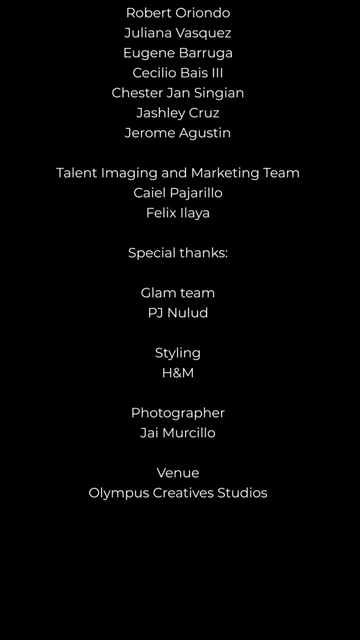 Robert Oriondo
Juliana Vasquez
Eugene Barruga
Cecilio Bais III
Chester Jan Singian
Jashley Cruz
Jerome Agustin
Talent Imaging and Marketing Team
Caiel Pajarillo
Felix Ilaya
Special thanks:
Glam team
PJ Nulud
Styling
H&M
Photographer
Jai Murcillo
Venue
Olympus Creatives Studios